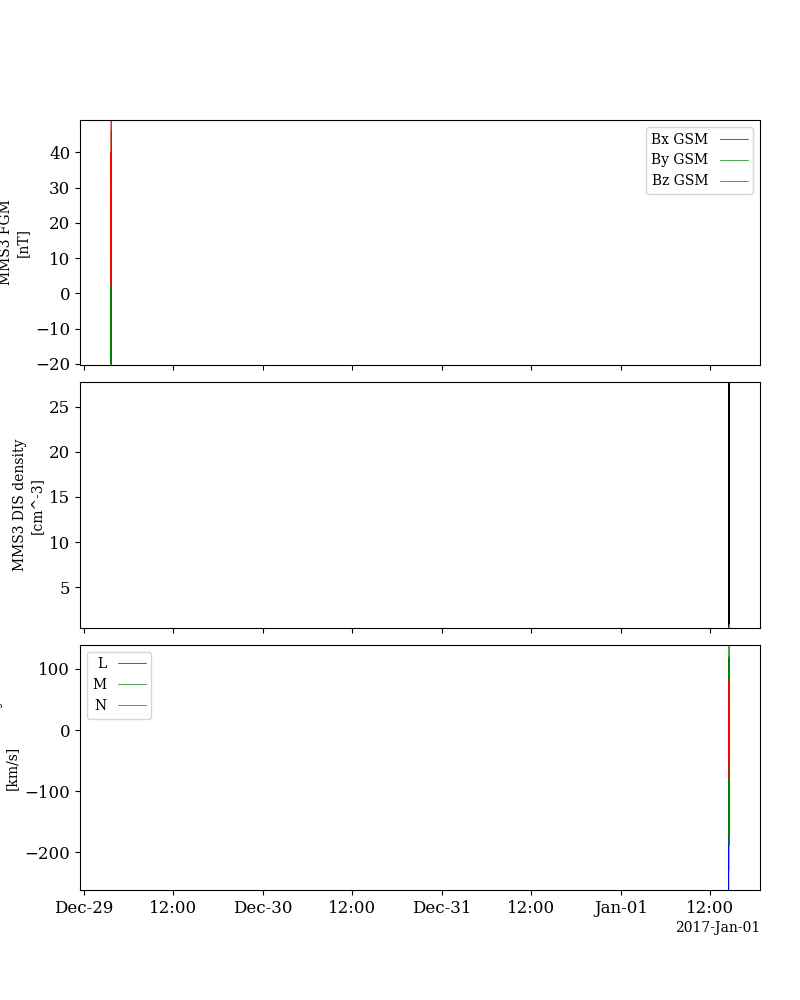 40
30
20
10
0
−10
−20
MMS3 FGM
[nT]
Bx GSM
By GSM
Bz GSM
25
20
15
10
5
MMS3 DIS density
[cm^-3]
100
0
−100
−200
[km/s]
L
M
N
Dec-29 12:00 Dec-30 12:00 Dec-31 12:00 Jan-01 12:00
2017-Jan-01